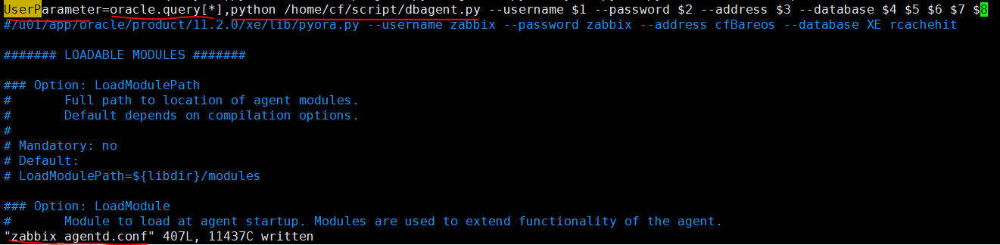 UserParameter=oracle.query[*],python /home/cf/script/dbagent.py --username $1 --password $2 --address $3 --database $4 $5 $6 $7 $8
#/u01/app/oracle/product/11.2.0/xe/lib/pyora.py --username zabbix --password zabbix --address cfBareos --database XE rcachehit
####### LOADABLE MODULES #######
### Option: LoadModulePath
#       Full path to location of agent modules.
#       Default depends on compilation options.
#
# Mandatory: no
# Default:
# LoadModulePath=${libdir}/modules
### Option: LoadModule
#       Module to load at agent startup. Modules are used to extend functionality of the agent.
"zabbix_agentd.conf" 407L, 11437C written